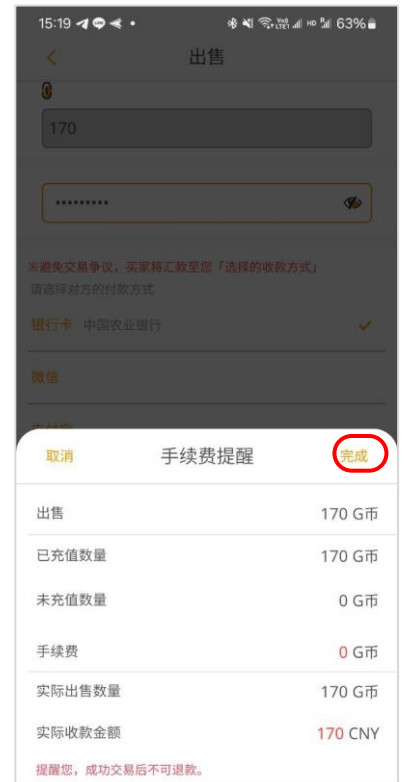 15:19 63%
出售
170
•••••••••
※避免交易争议，买家将汇款至您「选择的收款方式」
请选择对方的付款方式
银行卡 中国农业银行
微信
取消 手续费提醒 完成
出售 170 G币
已充值数量 170 G币
未充值数量 0 G币
手续费 0 G币
实际出售数量 170 G币
实际收款金额 170 CNY
提醒您，成功交易后不可退款。